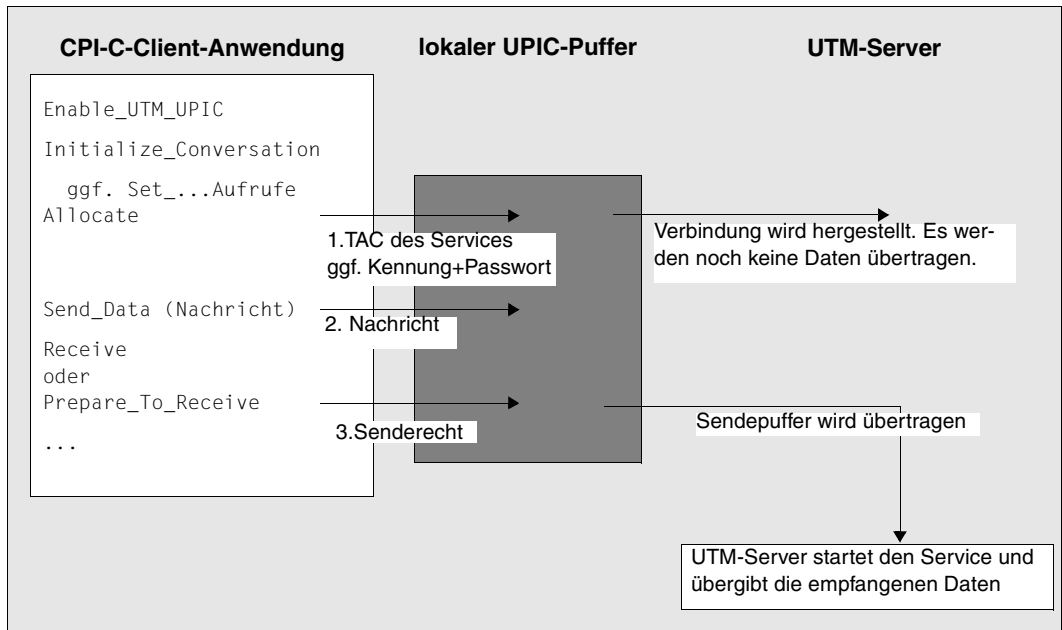 CPI-C-Client-Anwendung
lokaler UPIC-Puffer
UTM-Server
Enable_UTM_UPIC
Initialize_Conversation
ggf. Set_...Aufrufe
Allocate
1.TAC des Services
ggf. Kennung+Passwort
Verbindung wird hergestellt. Es wer-
den noch keine Daten übertragen.
Send_Data (Nachricht)
2. Nachricht
Receive
oder
Prepare_To_Receive
3.Senderecht
Sendepuffer wird übertragen
...
UTM-Server startet den Service und
übergibt die empfangenen Daten